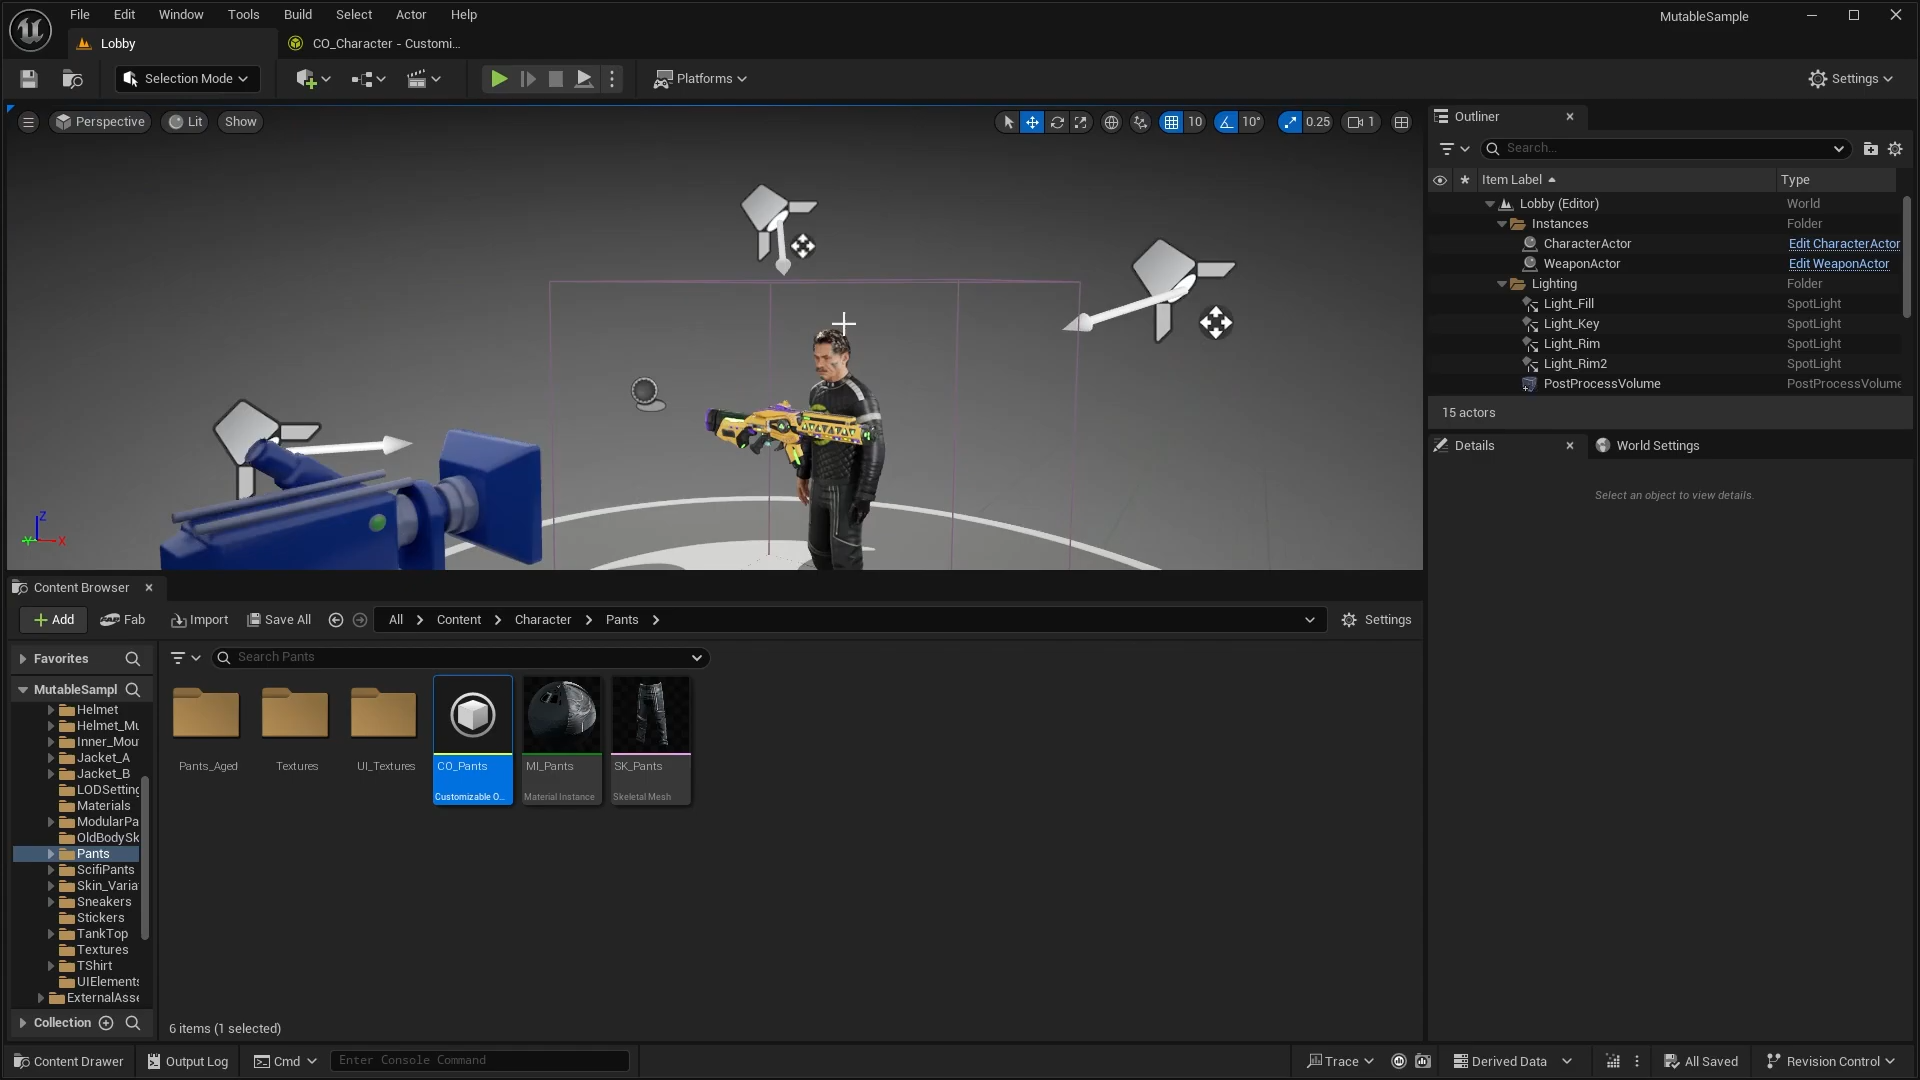 File Edit Window Tools Build Select Actor Help
MutableSample
Lobby
CO_Character - Customi...
Selection Mode
Platforms
Settings
Perspective
Lit
Show
10
10°
0.25
1
Outliner
Search...
Item Label
Type
Lobby (Editor) World
Instances Folder
CharacterActor Edit CharacterActor
WeaponActor Edit WeaponActor
Lighting Folder
Light_Fill SpotLight
Light_Key SpotLight
Light_Rim SpotLight
Light_Rim2 SpotLight
PostProcessVolume PostProcessVolume
15 actors
Details
World Settings
Select an object to view details.
Z
Y
X
Content Browser
Add
Fab
Import
Save All
All > Content > Character > Pants >
Settings
Favorites
MutableSampl
Helmet
Helmet_Mu
Inner_Mou
Jacket_A
Jacket_B
LODSetting
Materials
ModularPa
OldBodySk
Pants
ScifiPants
Skin_Varia
Sneakers
Stickers
TankTop
Textures
TShirt
UIElements
ExternalAsse
Collection
Search Pants
Pants_Aged
Textures
UI_Textures
CO_Pants
Customizable O...
MI_Pants
Material Instance
SK_Pants
Skeletal Mesh
6 items (1 selected)
Content Drawer
Output Log
Cmd
Enter Console Command
Trace
Derived Data
All Saved
Revision Control